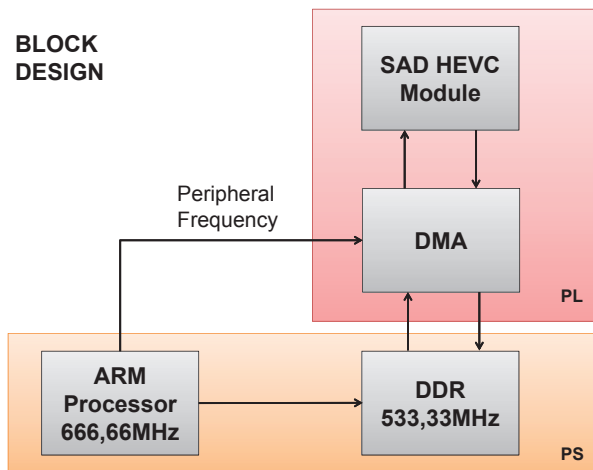 BLOCK
DESIGN
SAD HEVC
Module
Peripheral
Frequency
DMA
PL
ARM
Processor
666,66MHz
DDR
533,33MHz
PS